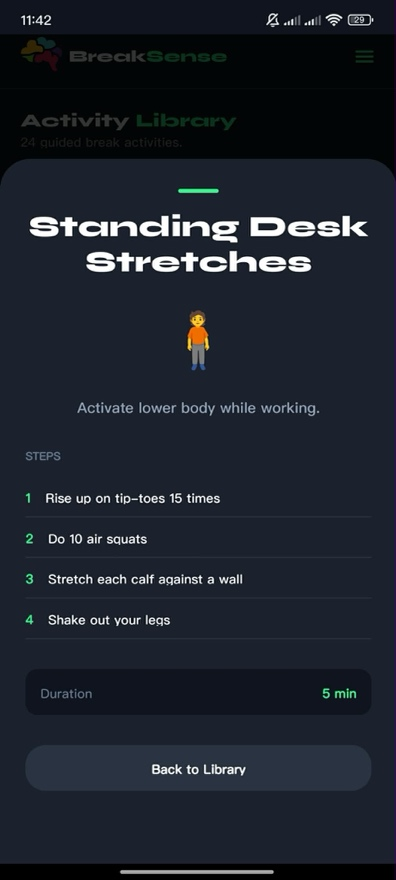 11:42
29
BreakSense
Activity Library
24 guided break activities.
Standing Desk
Stretches
Activate lower body while working.
STEPS
1 Rise up on tip-toes 15 times
2 Do 10 air squats
3 Stretch each calf against a wall
4 Shake out your legs
Duration 5 min
Back to Library